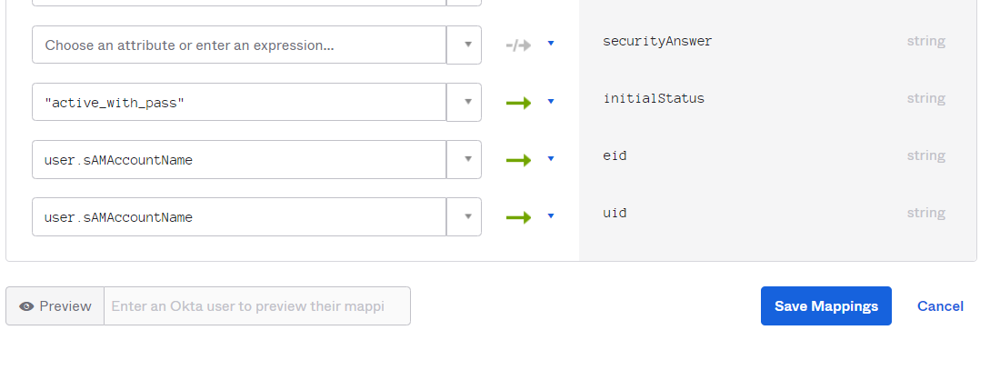 Choose an attribute or enter an expression...
securityAnswer
string
"active_with_pass"
initialStatus
string
user.sAMAccountName
eid
string
user.sAMAccountName
uid
string
Preview
Enter an Okta user to preview their mappi
Save Mappings
Cancel